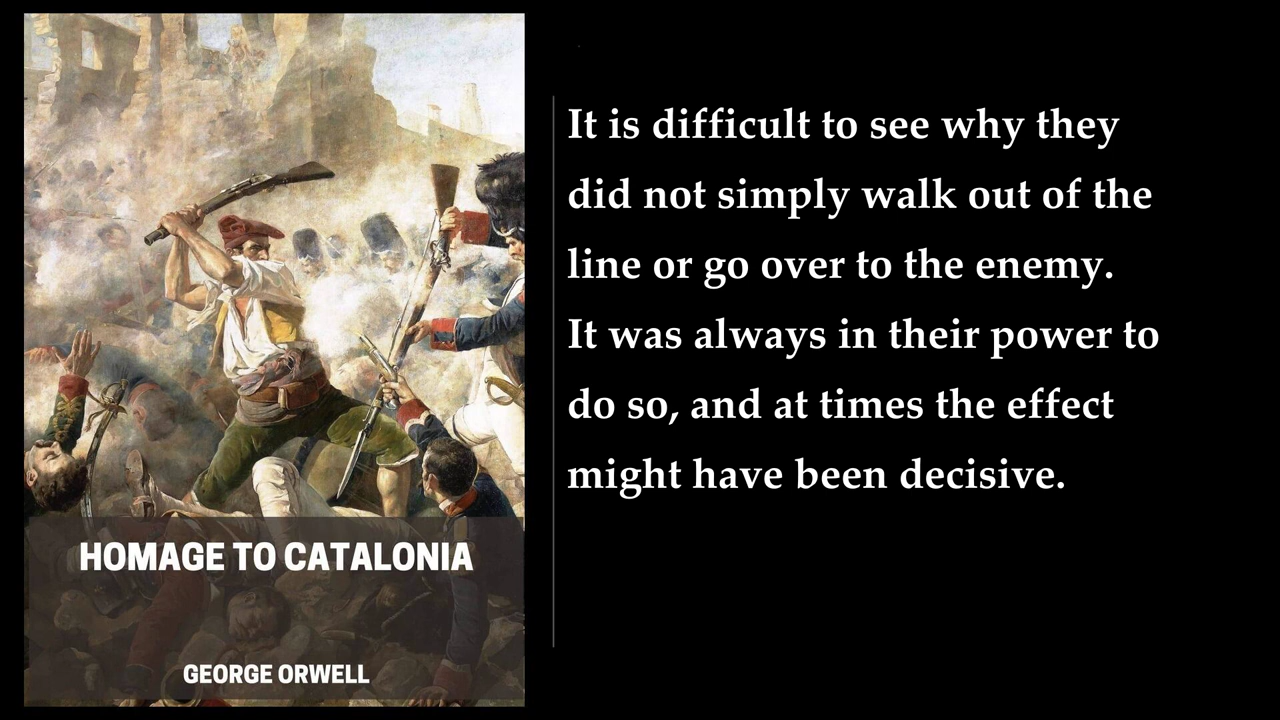 HOMAGE TO CATALONIA
GEORGE ORWELL
It is difficult to see why they
did not simply walk out of the
line or go over to the enemy.
It was always in their power to
do so, and at times the effect
might have been decisive.